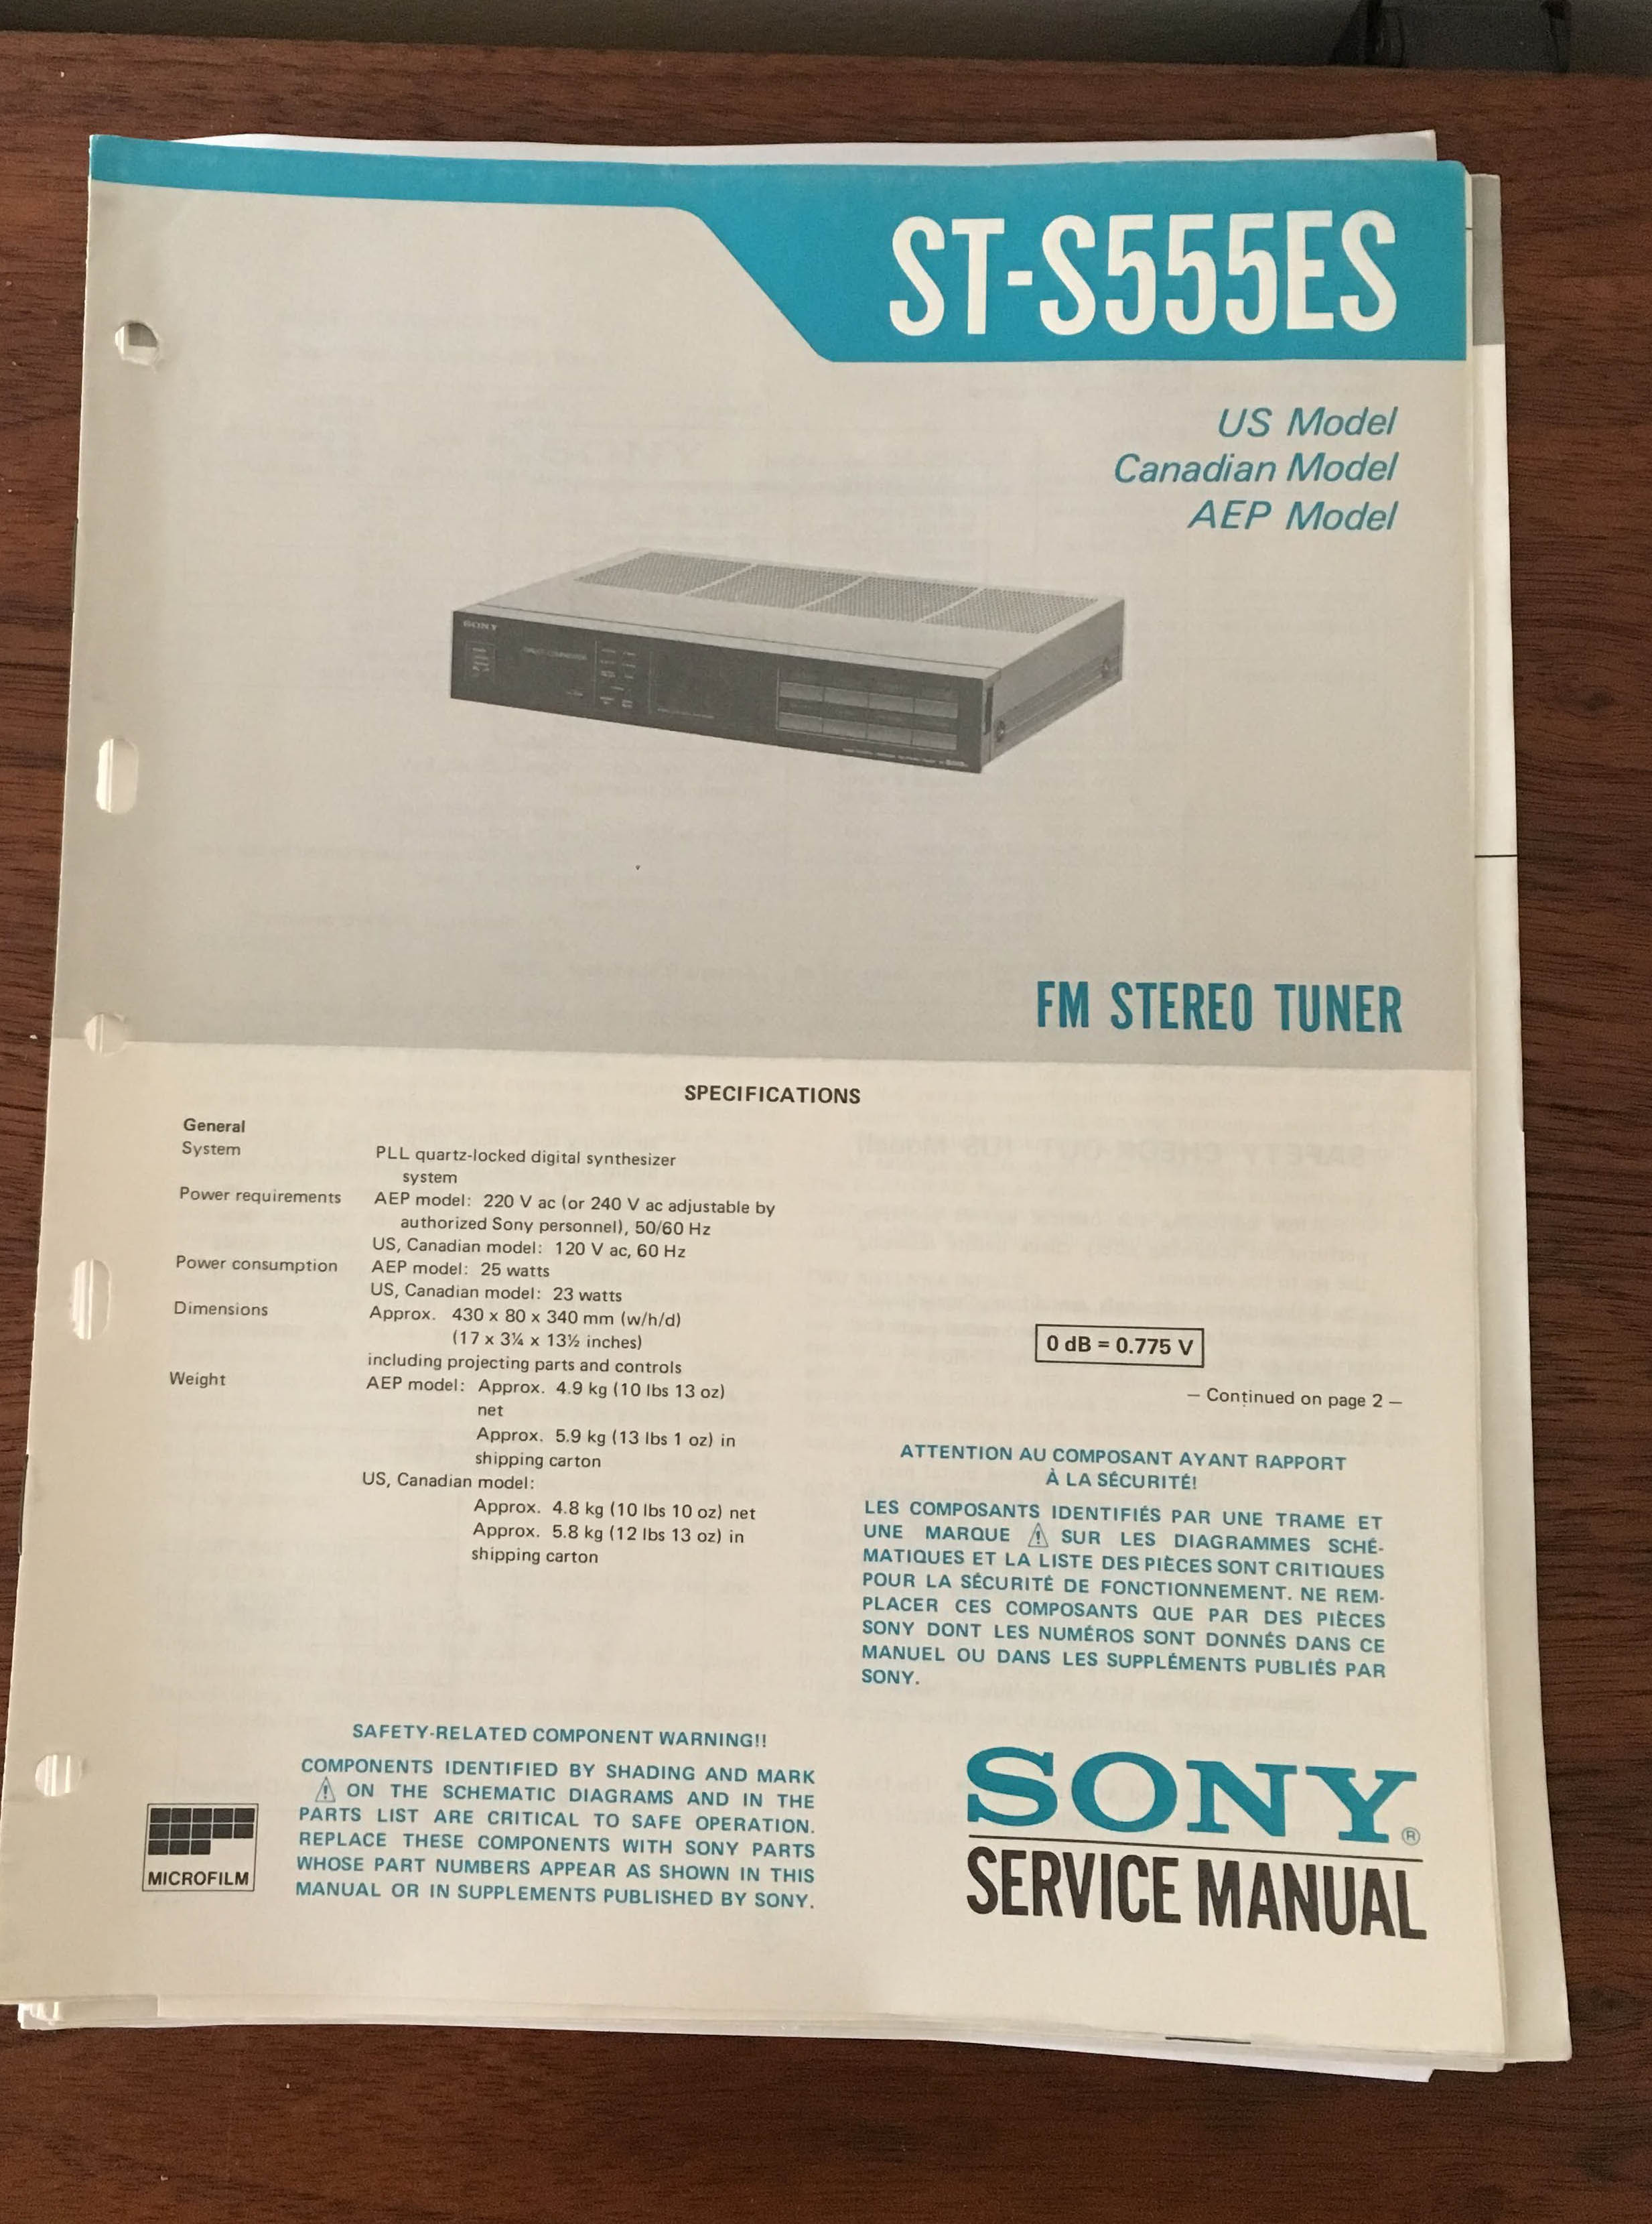 ST-S555ES
US Model
Canadian Model
AEP Model
SONY
FM STEREO TUNER
SPECIFICATIONS
General
System PLL quartz-locked digital synthesizer
system
Power requirements AEP model: 220 V ac (or 240 V ac adjustable by
authorized Sony personnel), 50/60 Hz
US, Canadian model: 120 V ac, 60 Hz
Power consumption AEP model: 25 watts
US, Canadian model: 23 watts
Dimensions Approx. 430 x 80 x 340 mm (w/h/d)
(17 x 3¼ x 13½ inches)
including projecting parts and controls
Weight AEP model: Approx. 4.9 kg (10 lbs 13 oz)
net
Approx. 5.9 kg (13 lbs 1 oz) in
shipping carton
US, Canadian model:
Approx. 4.8 kg (10 lbs 10 oz) net
Approx. 5.8 kg (12 lbs 13 oz) in
shipping carton
0 dB = 0.775 V
— Continued on page 2 —
ATTENTION AU COMPOSANT AYANT RAPPORT
À LA SÉCURITÉ!
LES COMPOSANTS IDENTIFIÉS PAR UNE TRAME ET
UNE MARQUE ⚠ SUR LES DIAGRAMMES SCHÉ-
MATIQUES ET LA LISTE DES PIÈCES SONT CRITIQUES
POUR LA SÉCURITÉ DE FONCTIONNEMENT. NE REM-
PLACER CES COMPOSANTS QUE PAR DES PIÈCES
SONY DONT LES NUMÉROS SONT DONNÉS DANS CE
MANUEL OU DANS LES SUPPLÉMENTS PUBLIÉS PAR
SONY.
SAFETY-RELATED COMPONENT WARNING!!
COMPONENTS IDENTIFIED BY SHADING AND MARK
⚠ ON THE SCHEMATIC DIAGRAMS AND IN THE
PARTS LIST ARE CRITICAL TO SAFE OPERATION.
REPLACE THESE COMPONENTS WITH SONY PARTS
WHOSE PART NUMBERS APPEAR AS SHOWN IN THIS
MANUAL OR IN SUPPLEMENTS PUBLISHED BY SONY.
MICROFILM
SONY®
SERVICE MANUAL